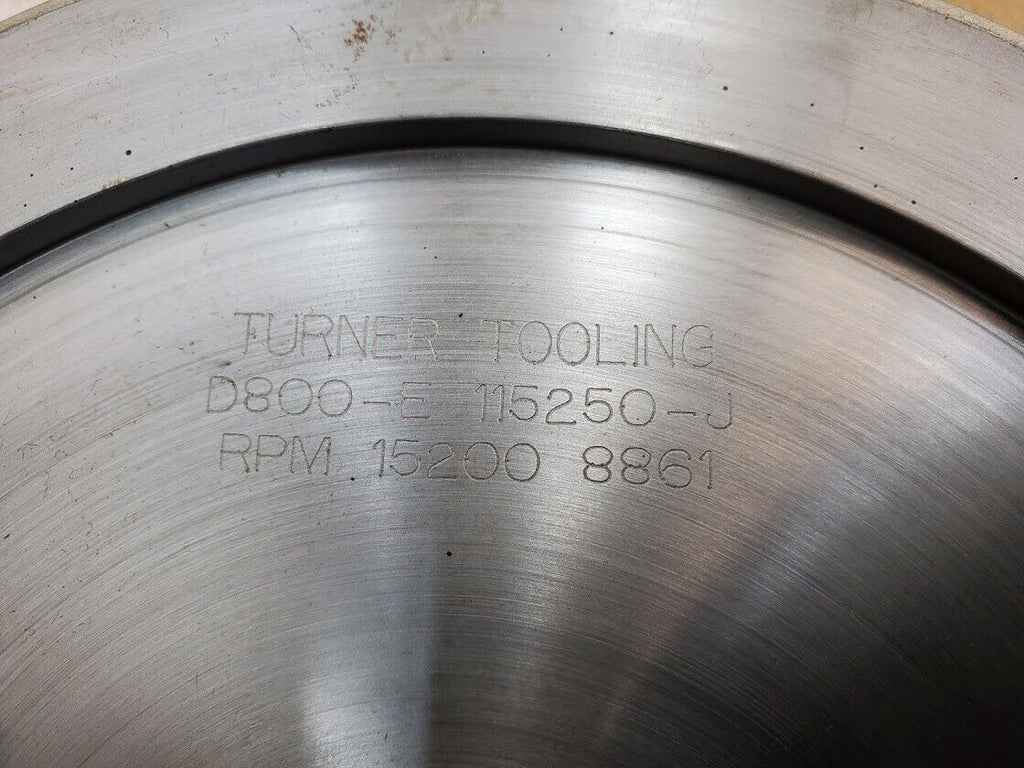 TURNER TOOLING
D800-E 115250-J
RPM 15200 8861